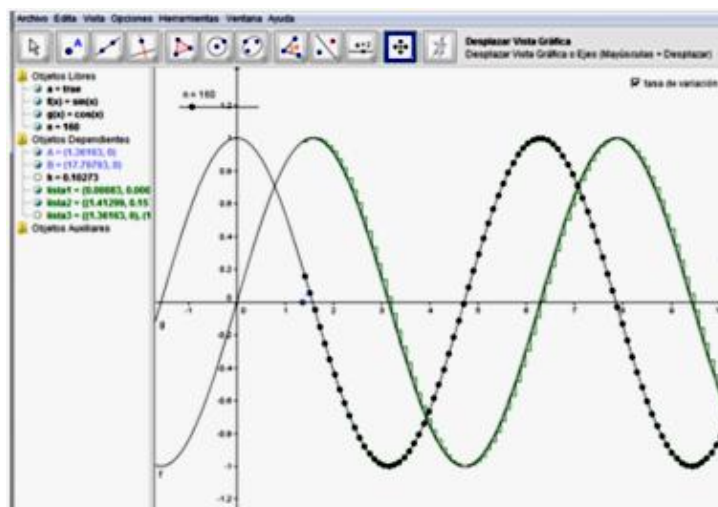 Archivo Edita Vista Opciones Herramientas Ventana Ayuda
Desplazar Vista Gráfica
Desplazar Vista Gráfica o Ejes (Mayúsculas + Desplazar)
Objetos Libres
a = true
f(x) = sin(x)
g(x) = cos(x)
n = 160
Objetos Dependientes
A = (1.36163, 0)
h = 0.10273
Objetos Auxiliares
n = 160
tasa de variación
1.2
1
0.8
0.6
0.4
0.2
0
-0.2
-0.4
-0.6
-0.8
-1
-1.2
-1
0
1
2
3
4
5
6
7
8
9
g
f